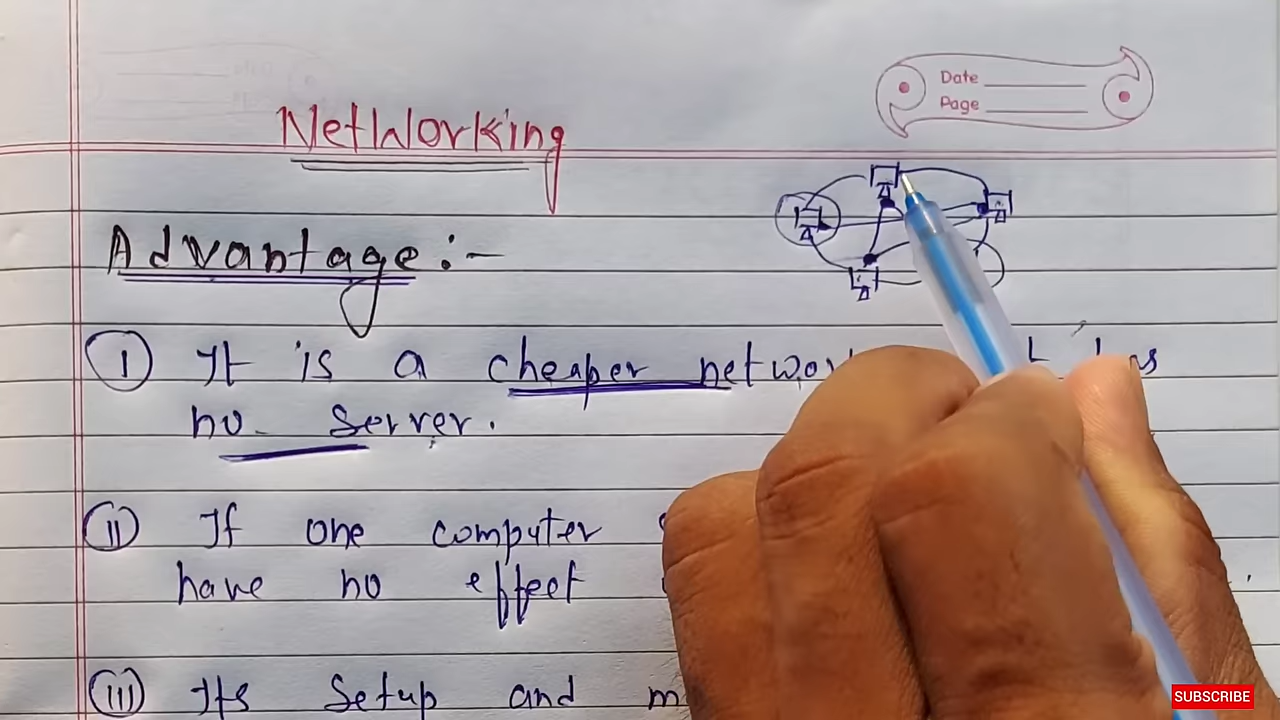 Date
Page
NetWorking
Advantage :-
(i) It is a cheaper
no server.
(ii) If one computer
have no effect
(iii) Its Setup and
SUBSCRIBE